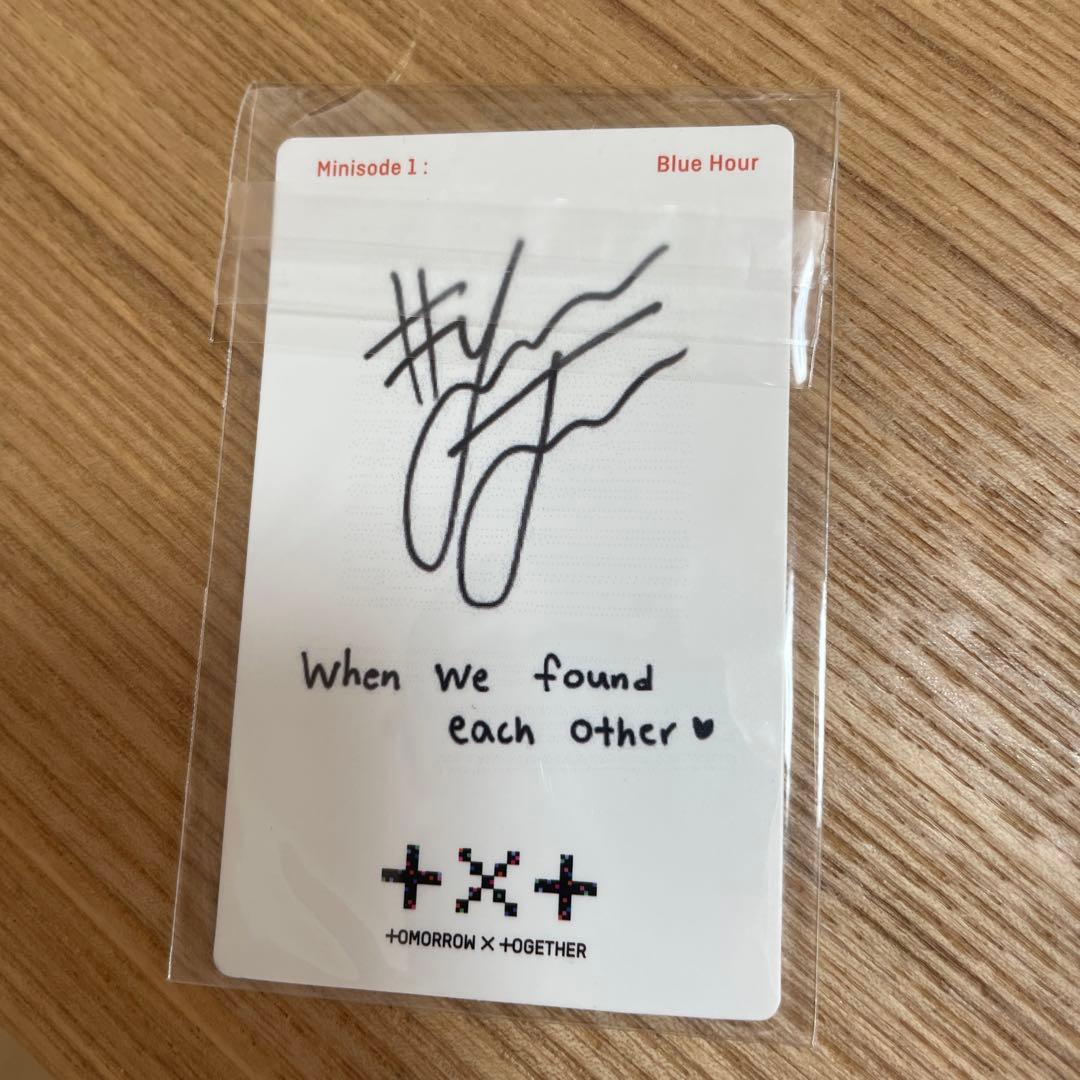 Minisode 1 : Blue Hour
When we found
each other ♥
+x+
+OMORROW X +OGETHER